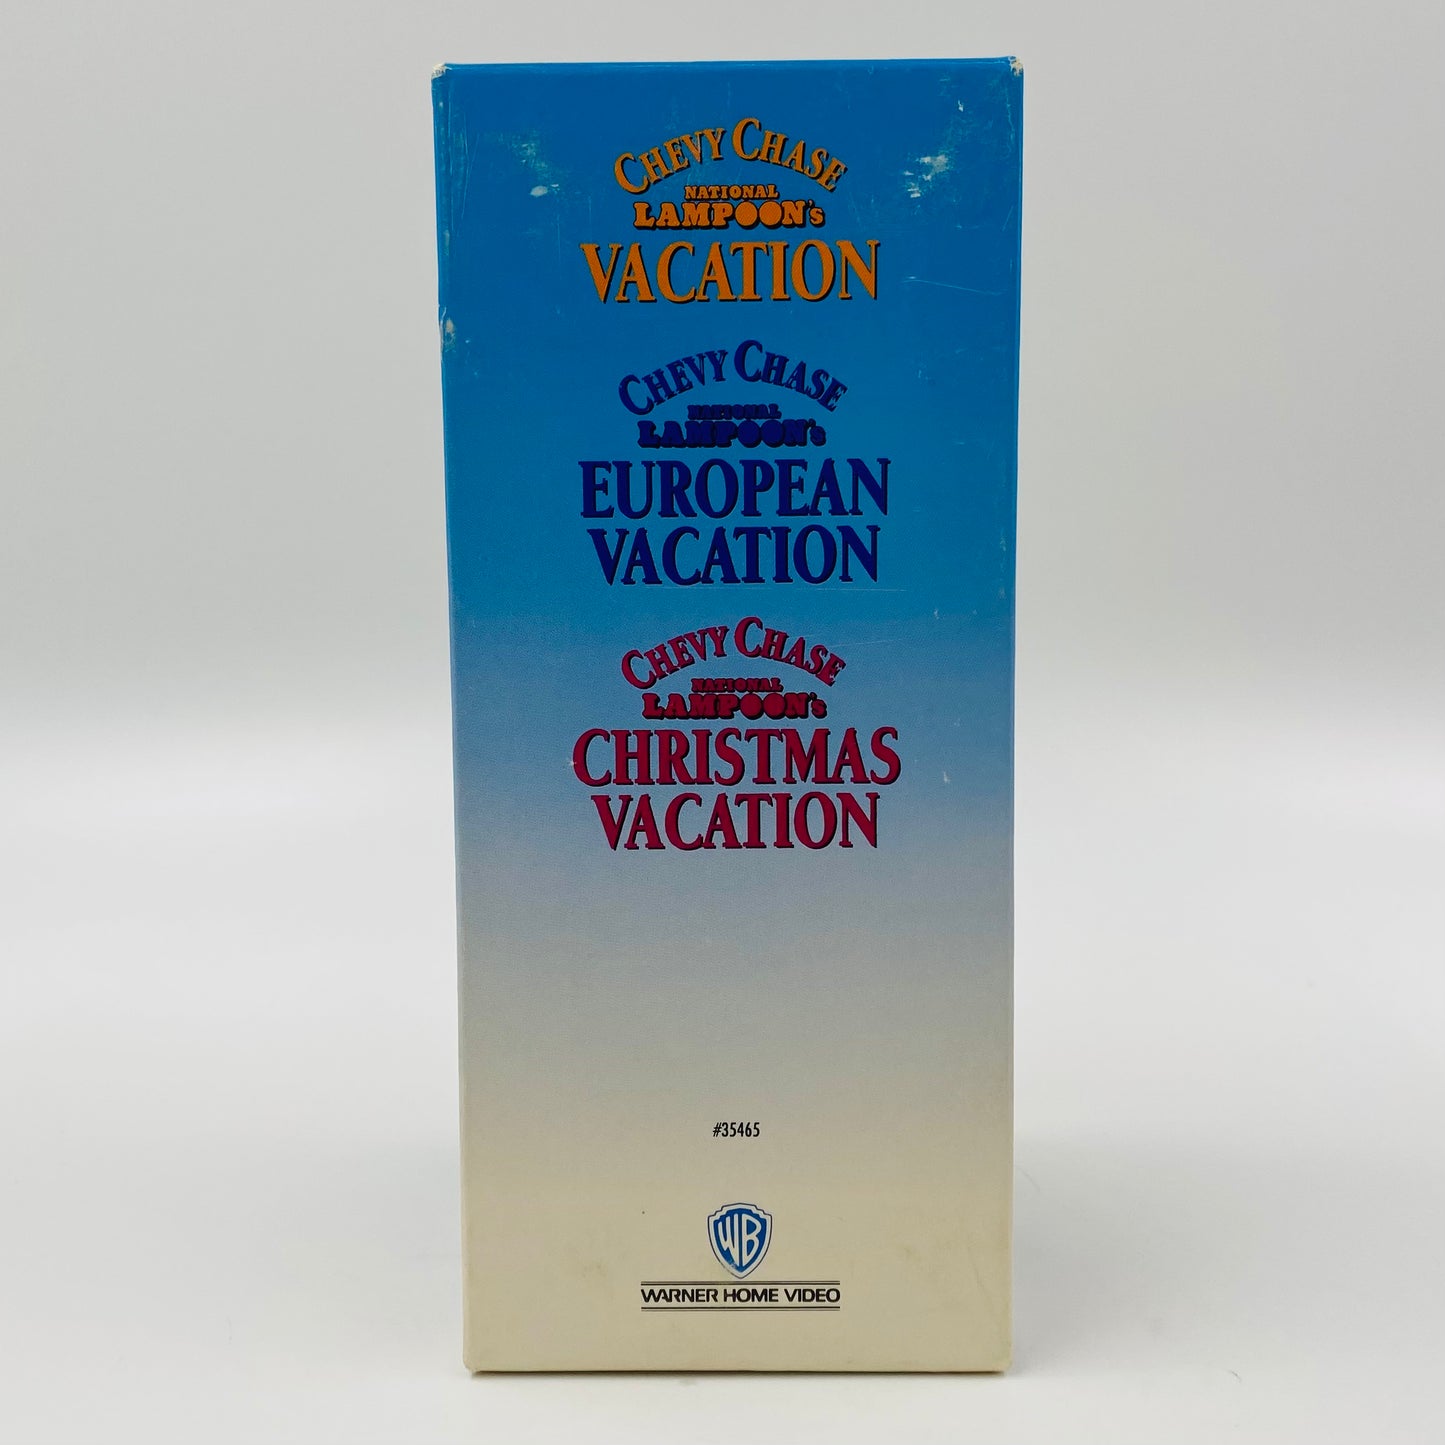 CHEVY CHASE
NATIONAL
LAMPOON's
VACATION
CHEVY CHASE
NATIONAL
LAMPOON's
EUROPEAN
VACATION
CHEVY CHASE
NATIONAL
LAMPOON's
CHRISTMAS
VACATION
#35465
WB
WARNER HOME VIDEO